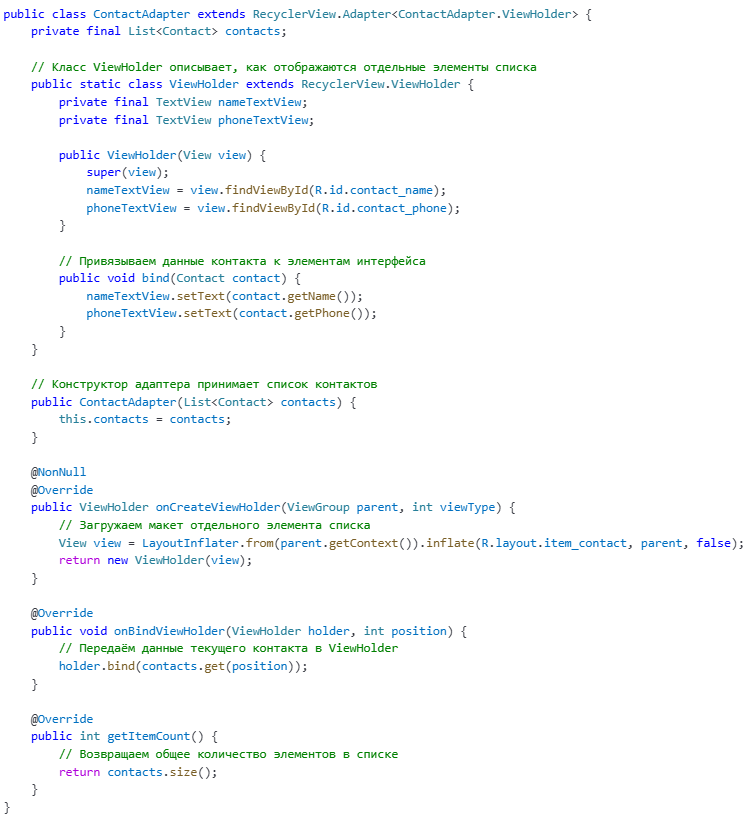 public class ContactAdapter extends RecyclerView.Adapter<ContactAdapter.ViewHolder> {
    private final List<Contact> contacts;

    // Класс ViewHolder описывает, как отображаются отдельные элементы списка
    public static class ViewHolder extends RecyclerView.ViewHolder {
        private final TextView nameTextView;
        private final TextView phoneTextView;

        public ViewHolder(View view) {
            super(view);
            nameTextView = view.findViewById(R.id.contact_name);
            phoneTextView = view.findViewById(R.id.contact_phone);
        }

        // Привязываем данные контакта к элементам интерфейса
        public void bind(Contact contact) {
            nameTextView.setText(contact.getName());
            phoneTextView.setText(contact.getPhone());
        }
    }

    // Конструктор адаптера принимает список контактов
    public ContactAdapter(List<Contact> contacts) {
        this.contacts = contacts;
    }

    @NonNull
    @Override
    public ViewHolder onCreateViewHolder(ViewGroup parent, int viewType) {
        // Загружаем макет отдельного элемента списка
        View view = LayoutInflater.from(parent.getContext()).inflate(R.layout.item_contact, parent, false);
        return new ViewHolder(view);
    }

    @Override
    public void onBindViewHolder(ViewHolder holder, int position) {
        // Передаём данные текущего контакта в ViewHolder
        holder.bind(contacts.get(position));
    }

    @Override
    public int getItemCount() {
        // Возвращаем общее количество элементов в списке
        return contacts.size();
    }
}